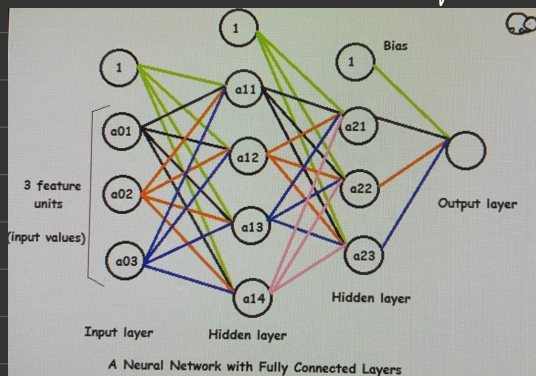 1
1
1
Bias
a01
a02
a03
a11
a12
a13
a14
a21
a22
a23
3 feature
units
(input values)
Output layer
Hidden layer
Input layer
Hidden layer
A Neural Network with Fully Connected Layers